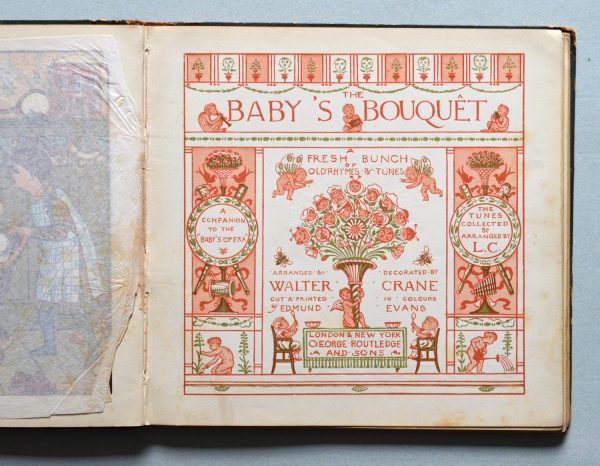 THE
BABY'S BOUQUÊT
A
FRESH BUNCH
OF
OLD RHYMES & TUNES
A
COMPANION
TO THE
"BABY'S OPERA"
THE
TUNES
COLLECTED
&
ARRANGED BY
L.C.
ARRANGED & DECORATED BY
WALTER CRANE
CUT & PRINTED IN COLOURS
BY EDMUND EVANS
LONDON & NEW YORK
GEORGE ROUTLEDGE
AND SONS